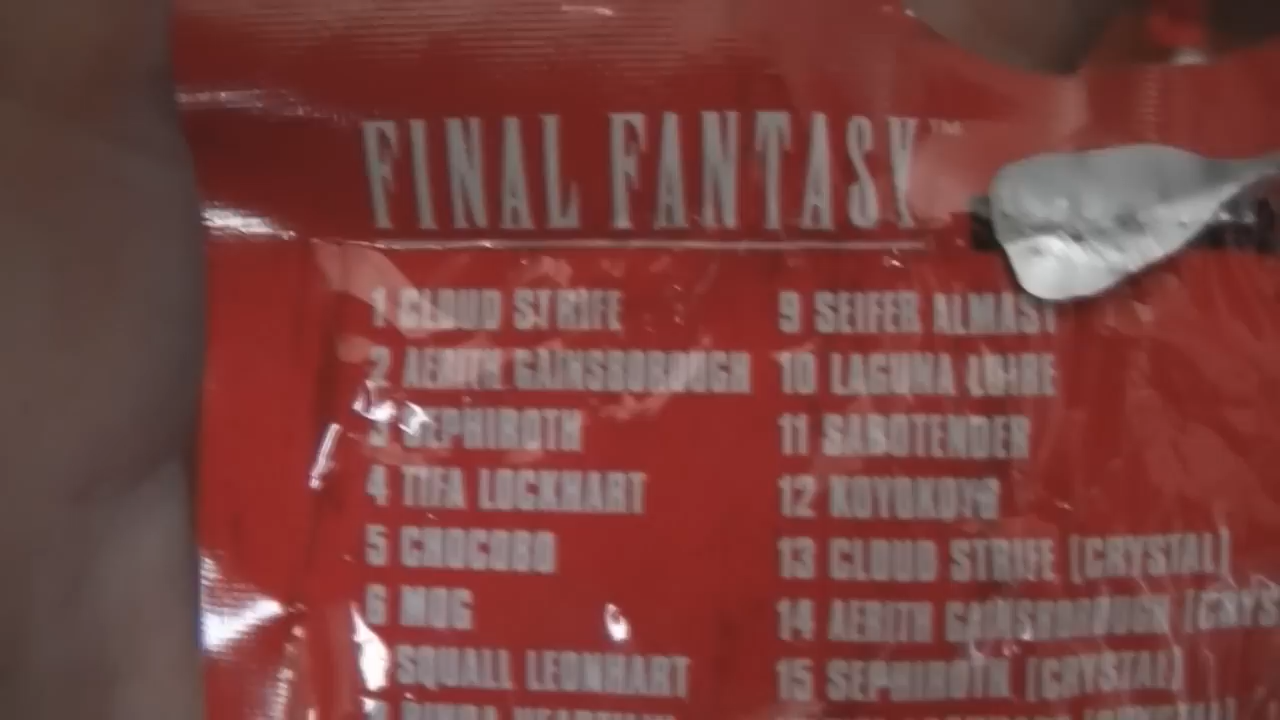 FINAL FANTASY™
1 CLOUD STRIFE
2 AERITH GAINSBOROUGH
3 SEPHIROTH
4 TIFA LOCKHART
5 CHOCOBO
6 MOG
SQUALL LEONHART
9 SEIFER ALMASY
10 LAGUNA LOIRE
11 SABOTENDER
12 KOYOKOYO
13 CLOUD STRIFE (CRYSTAL)
14 AERITH GAINSBOROUGH (CRYS
15 SEPHIROTH (CRYSTAL)